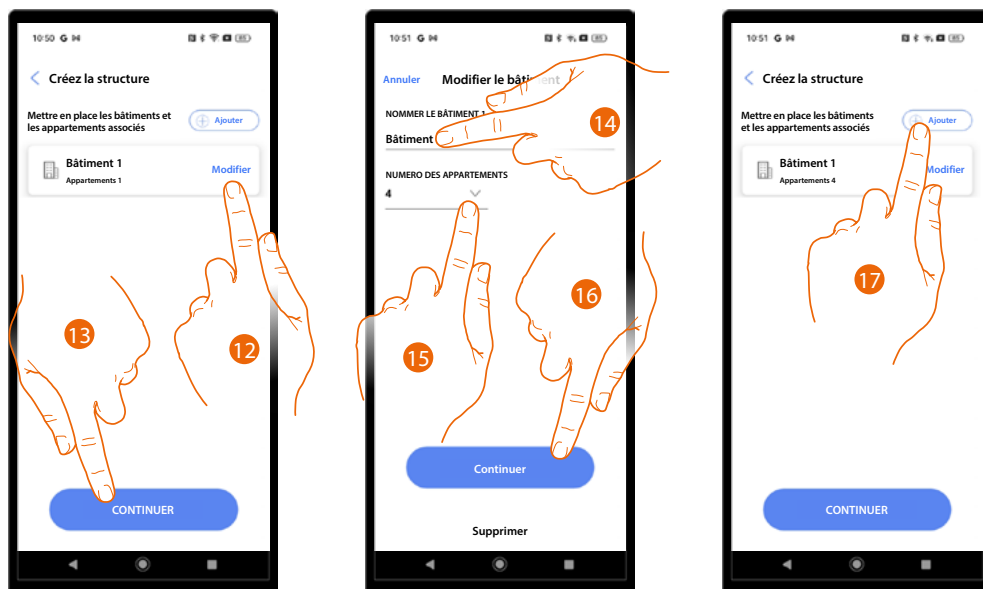 10:50 G
85
Créez la structure
Mettre en place les bâtiments et
les appartements associés
Ajouter
Bâtiment 1
Appartements 1
Modifier
13
12
CONTINUER
10:51 G
85
Annuler
Modifier le bâtiment
NOMMER LE BÂTIMENT 1
Bâtiment
14
NUMERO DES APPARTEMENTS
4
16
15
Continuer
Supprimer
10:51 G
85
Créez la structure
Mettre en place les bâtiments
et les appartements associés
Ajouter
Bâtiment 1
Appartements 4
Modifier
17
CONTINUER